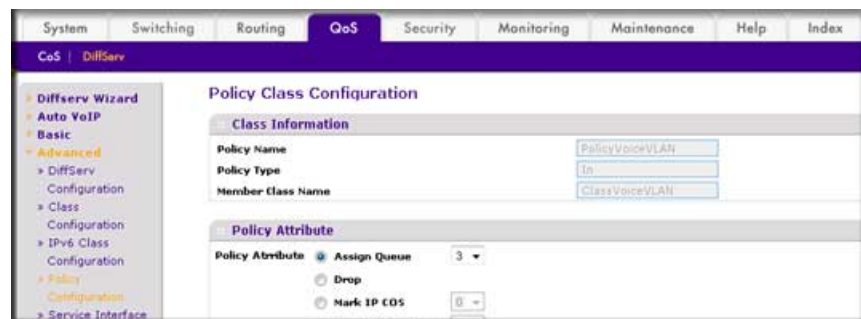 System Switching Routing QoS Security Monitoring Maintenance Help Index
CoS | DiffServ
Diffserv Wizard
Auto VoIP
Basic
Advanced
» DiffServ
Configuration
» Class
Configuration
» IPv6 Class
Configuration
» Policy
Configuration
» Service Interface
Policy Class Configuration
Class Information
Policy Name PolicyVoiceVLAN
Policy Type In
Member Class Name ClassVoiceVLAN
Policy Attribute
Policy Attribute Assign Queue 3
Drop
Mark IP COS 0